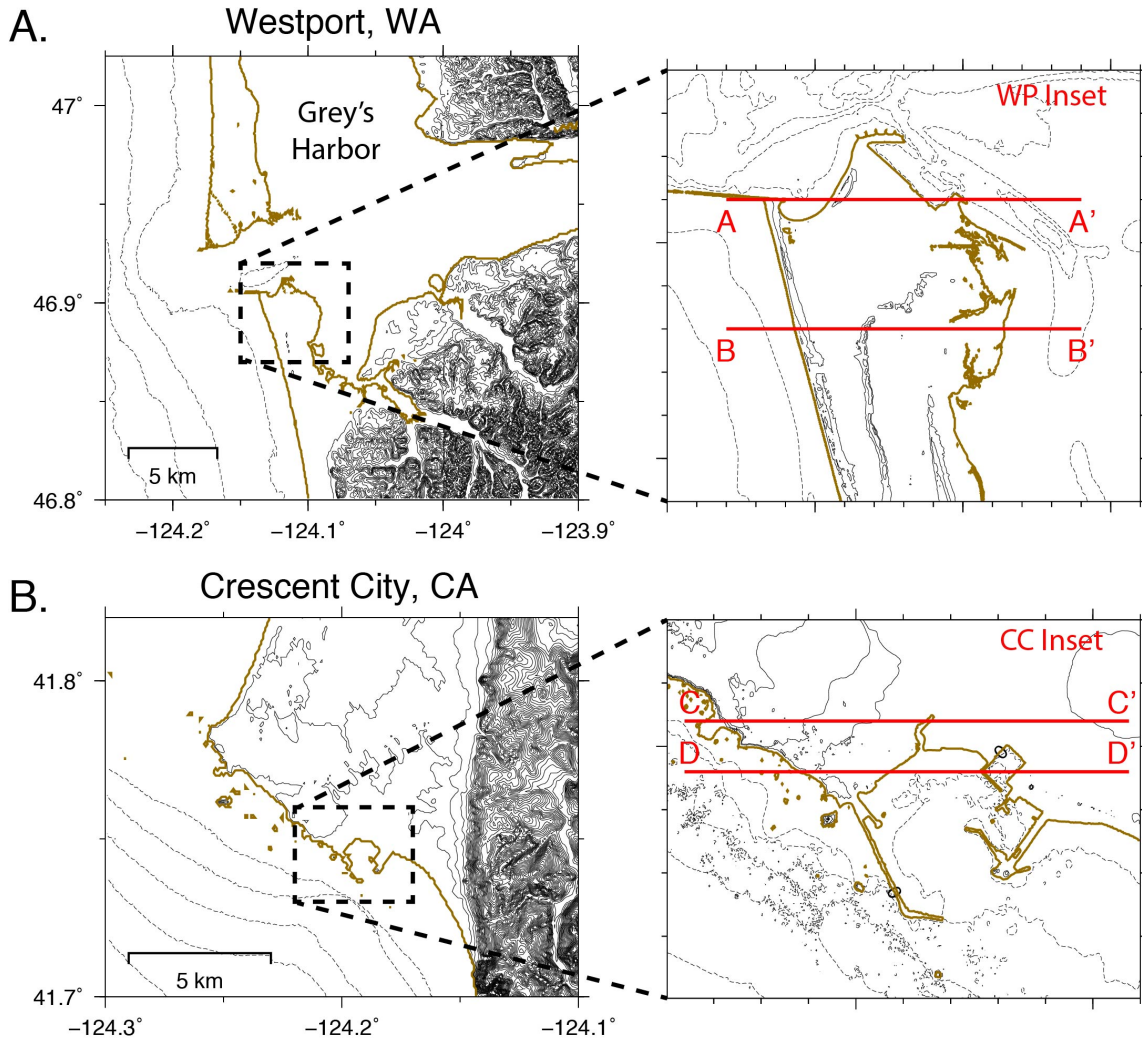 A.
Westport, WA
Grey's
Harbor
47°
46.9°
46.8°
5 km
−124.2° −124.1° −124° −123.9°
WP Inset
A A'
B B'
B.
Crescent City, CA
41.8°
41.7°
5 km
−124.3° −124.2° −124.1°
CC Inset
C C'
D D'